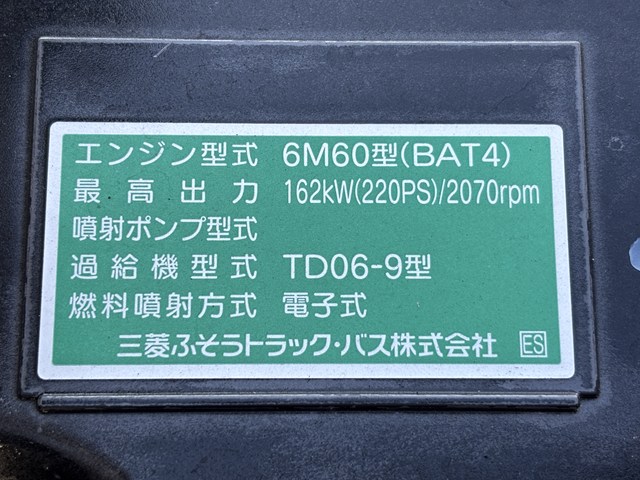 エンジン型式 6M60型(BAT4)
最高出力 162kW(220PS)/2070rpm
噴射ポンプ型式
過給機型式 TD06-9型
燃料噴射方式 電子式
三菱ふそうトラック・バス株式会社 ES